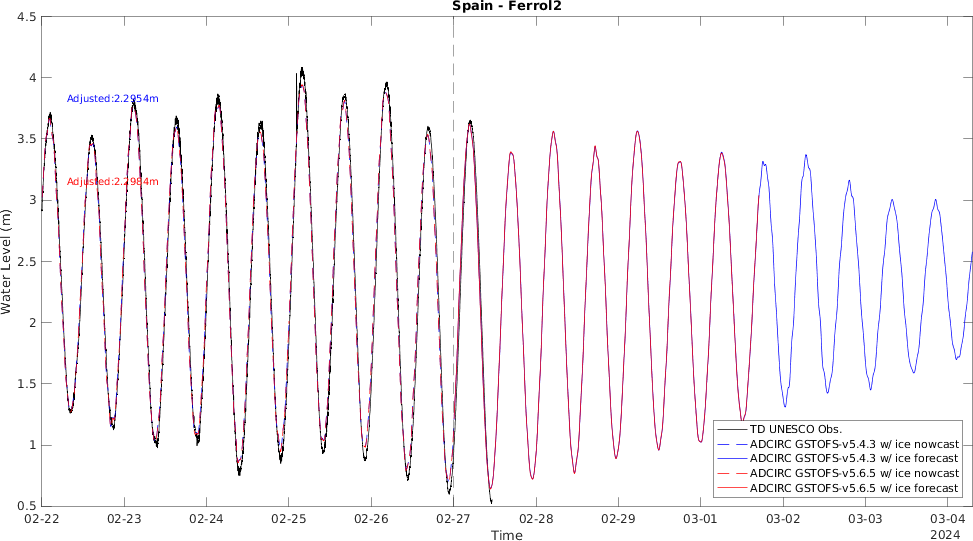 Spain - Ferrol2
4.5
4
3.5
3
2.5
2
1.5
1
0.5
Water Level (m)
Adjusted:2.2954m
Adjusted:2.2984m
TD UNESCO Obs.
ADCIRC GSTOFS-v5.4.3 w/ ice nowcast
ADCIRC GSTOFS-v5.4.3 w/ ice forecast
ADCIRC GSTOFS-v5.6.5 w/ ice nowcast
ADCIRC GSTOFS-v5.6.5 w/ ice forecast
02-22 02-23 02-24 02-25 02-26 02-27 02-28 02-29 03-01 03-02 03-03 03-04
2024
Time